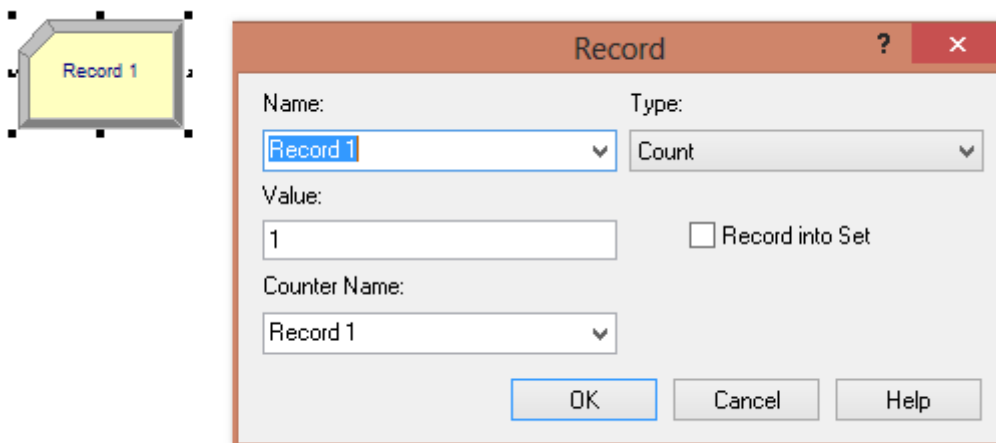 Record 1
Record ? ×
Name: Type:
Record 1 Count
Value:
1 Record into Set
Counter Name:
Record 1
OK Cancel Help